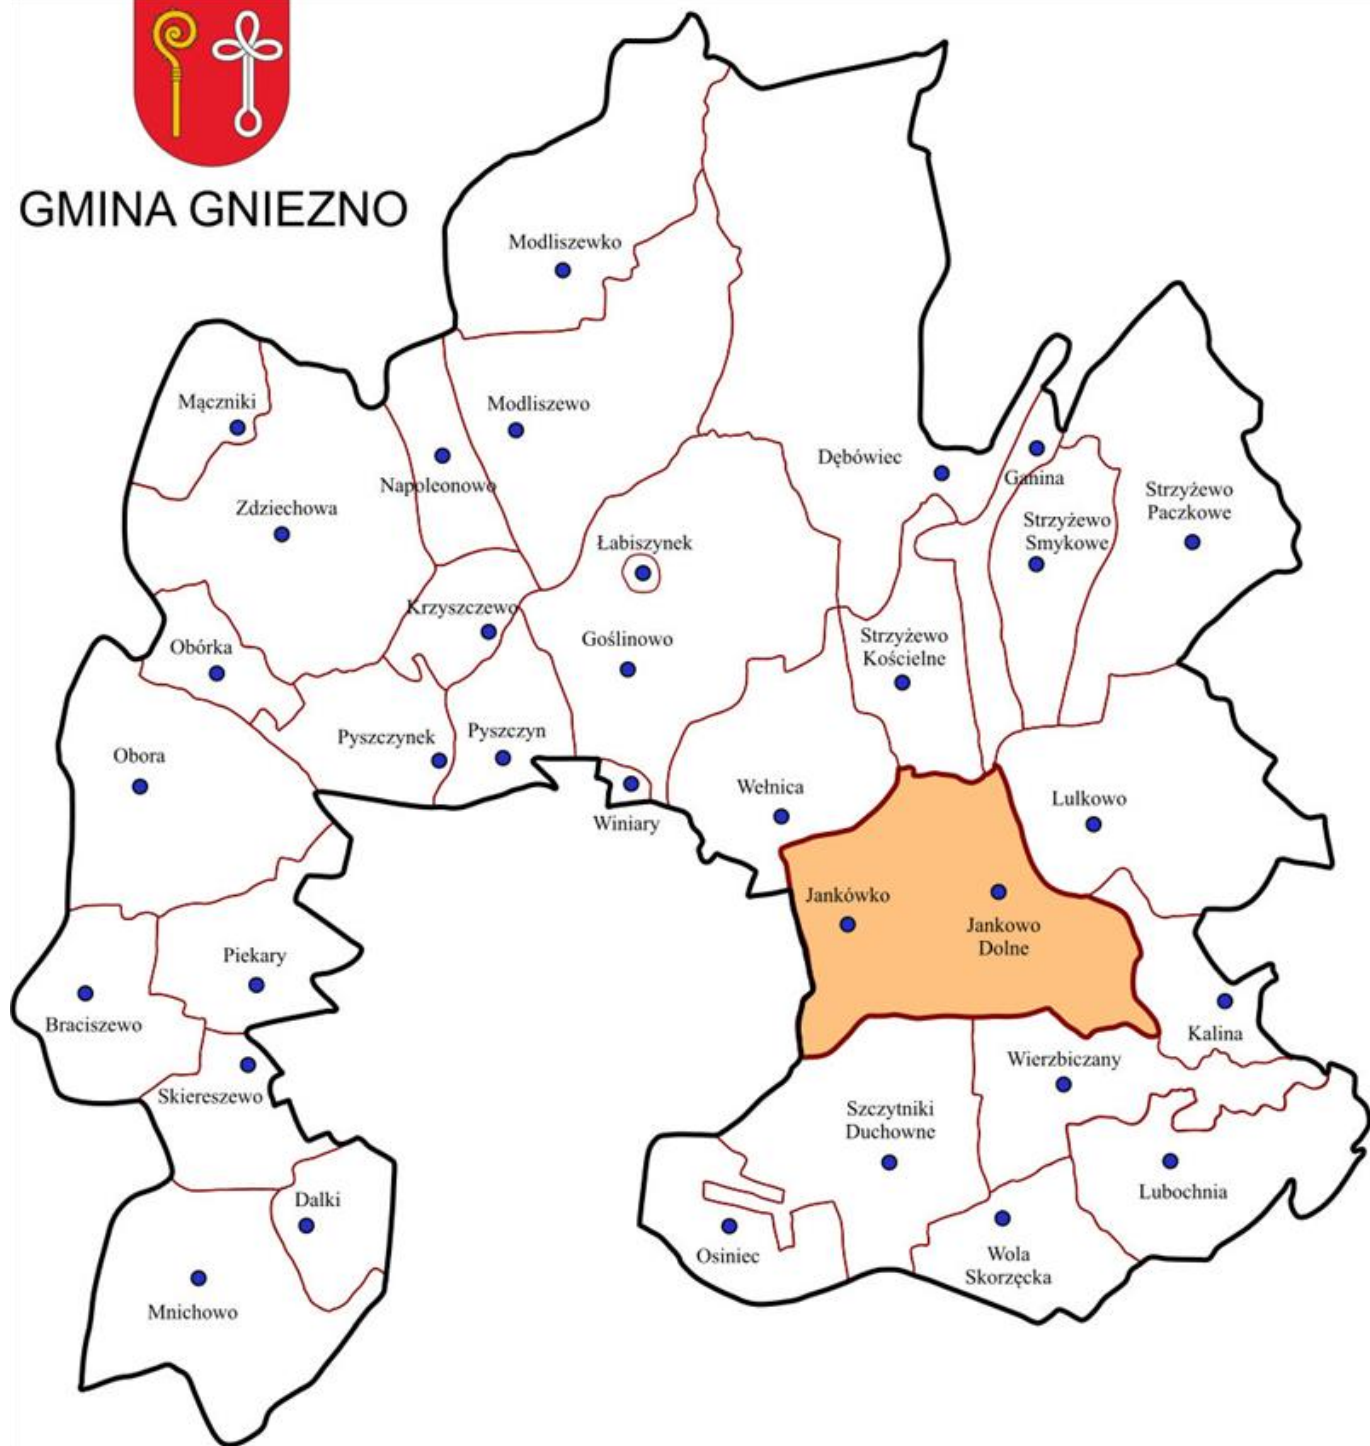 GMINA GNIEZNO
Modliszewko
Mączniki
Modliszewo
Dębówiec
Napoleonowo
Ganina
Strzyżewo
Paczkowe
Zdziechowa
Strzyżewo
Smykowe
Łabiszynek
Krzyszczewo
Goślinowo
Strzyżewo
Kościelne
Obórka
Pyszczyn
Pyszczynek
Obora
Wełnica
Lulkowo
Winiary
Jankówko
Jankowo
Dolne
Piekary
Braciszewo
Kalina
Wierzbiczany
Skiereszewo
Szczytniki
Duchowne
Lubochnia
Dalki
Osiniec
Wola
Skorzęcka
Mnichowo